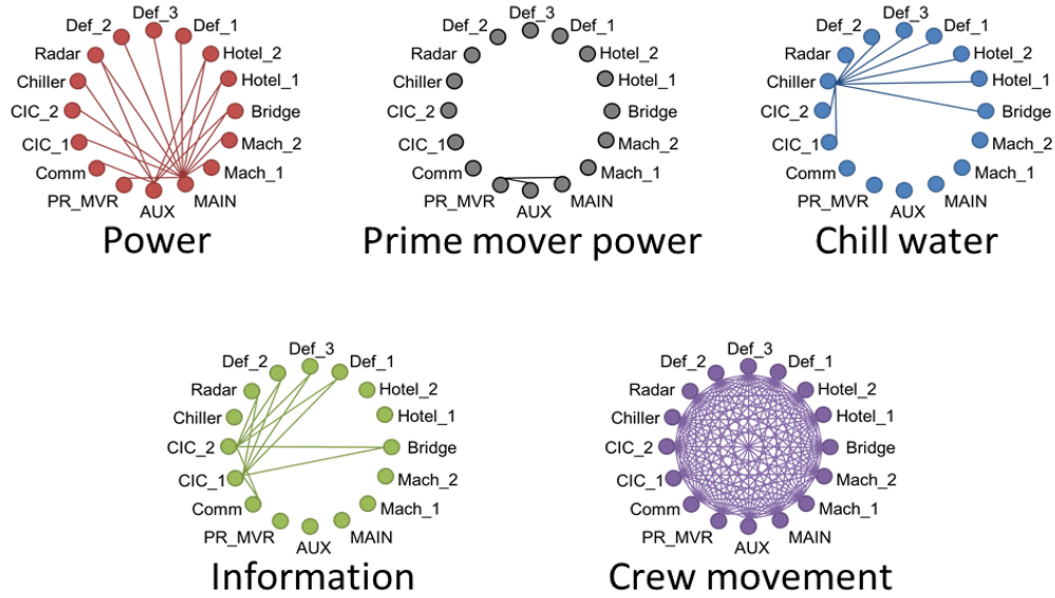 Def_3
Def_2
Def_1
Radar
Hotel_2
Chiller
Hotel_1
CIC_2
Bridge
CIC_1
Mach_2
Comm
Mach_1
PR_MVR
MAIN
AUX
Power
Def_3
Def_2
Def_1
Radar
Hotel_2
Chiller
Hotel_1
CIC_2
Bridge
CIC_1
Mach_2
Comm
Mach_1
PR_MVR
MAIN
AUX
Prime mover power
Def_3
Def_2
Def_1
Radar
Hotel_2
Chiller
Hotel_1
CIC_2
Bridge
CIC_1
Mach_2
Comm
Mach_1
PR_MVR
MAIN
AUX
Chill water
Def_3
Def_2
Def_1
Radar
Hotel_2
Chiller
Hotel_1
CIC_2
Bridge
CIC_1
Mach_2
Comm
Mach_1
PR_MVR
MAIN
AUX
Information
Def_3
Def_2
Def_1
Radar
Hotel_2
Chiller
Hotel_1
CIC_2
Bridge
CIC_1
Mach_2
Comm
Mach_1
PR_MVR
MAIN
AUX
Crew movement